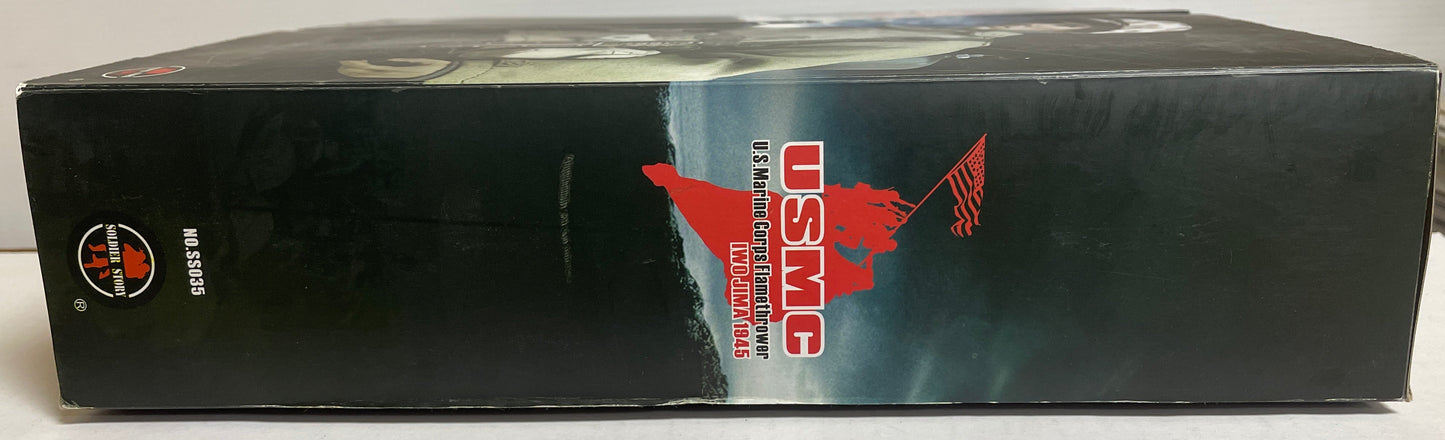 USMC
U.S.Marine Corps Flamethrower
IWO JIMA 1945
NO.SS035
SOLDIER STORY
®